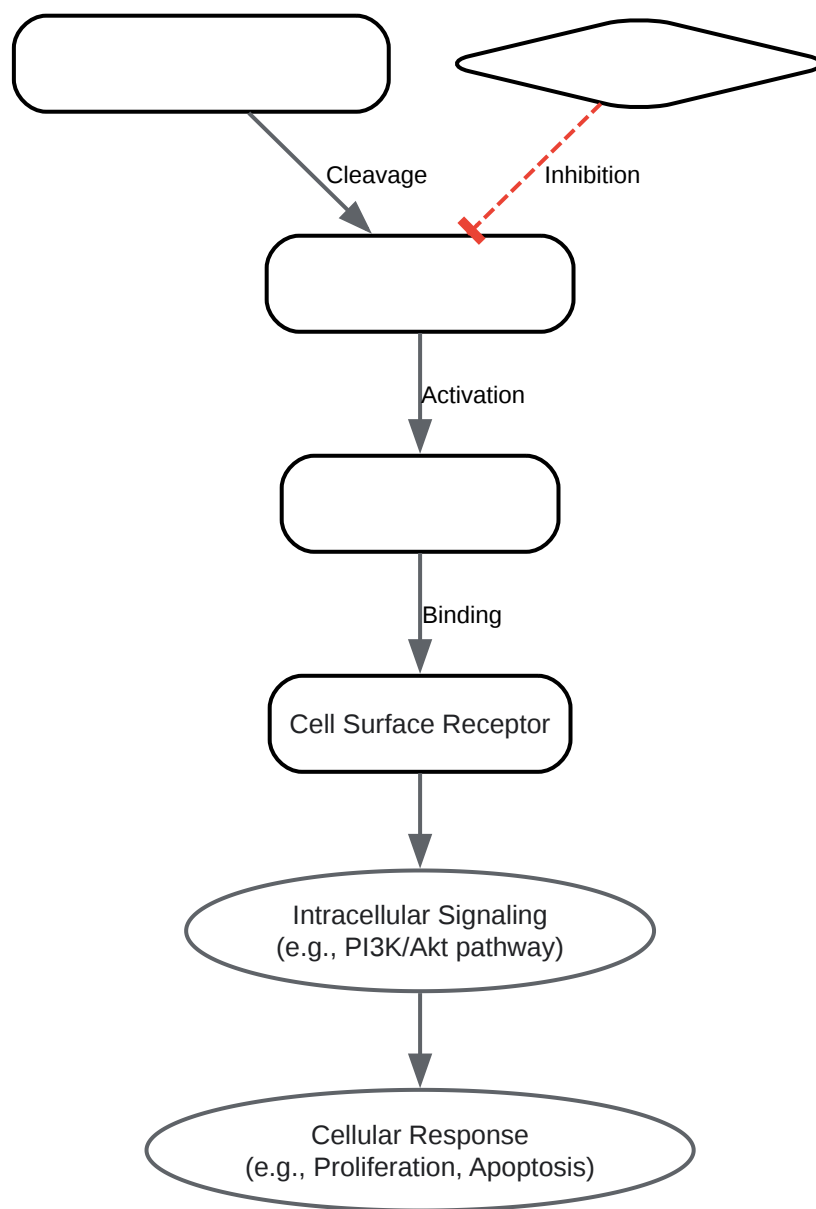 Cleavage
Inhibition
Activation
Binding
Cell Surface Receptor
Intracellular Signaling
(e.g., PI3K/Akt pathway)
Cellular Response
(e.g., Proliferation, Apoptosis)